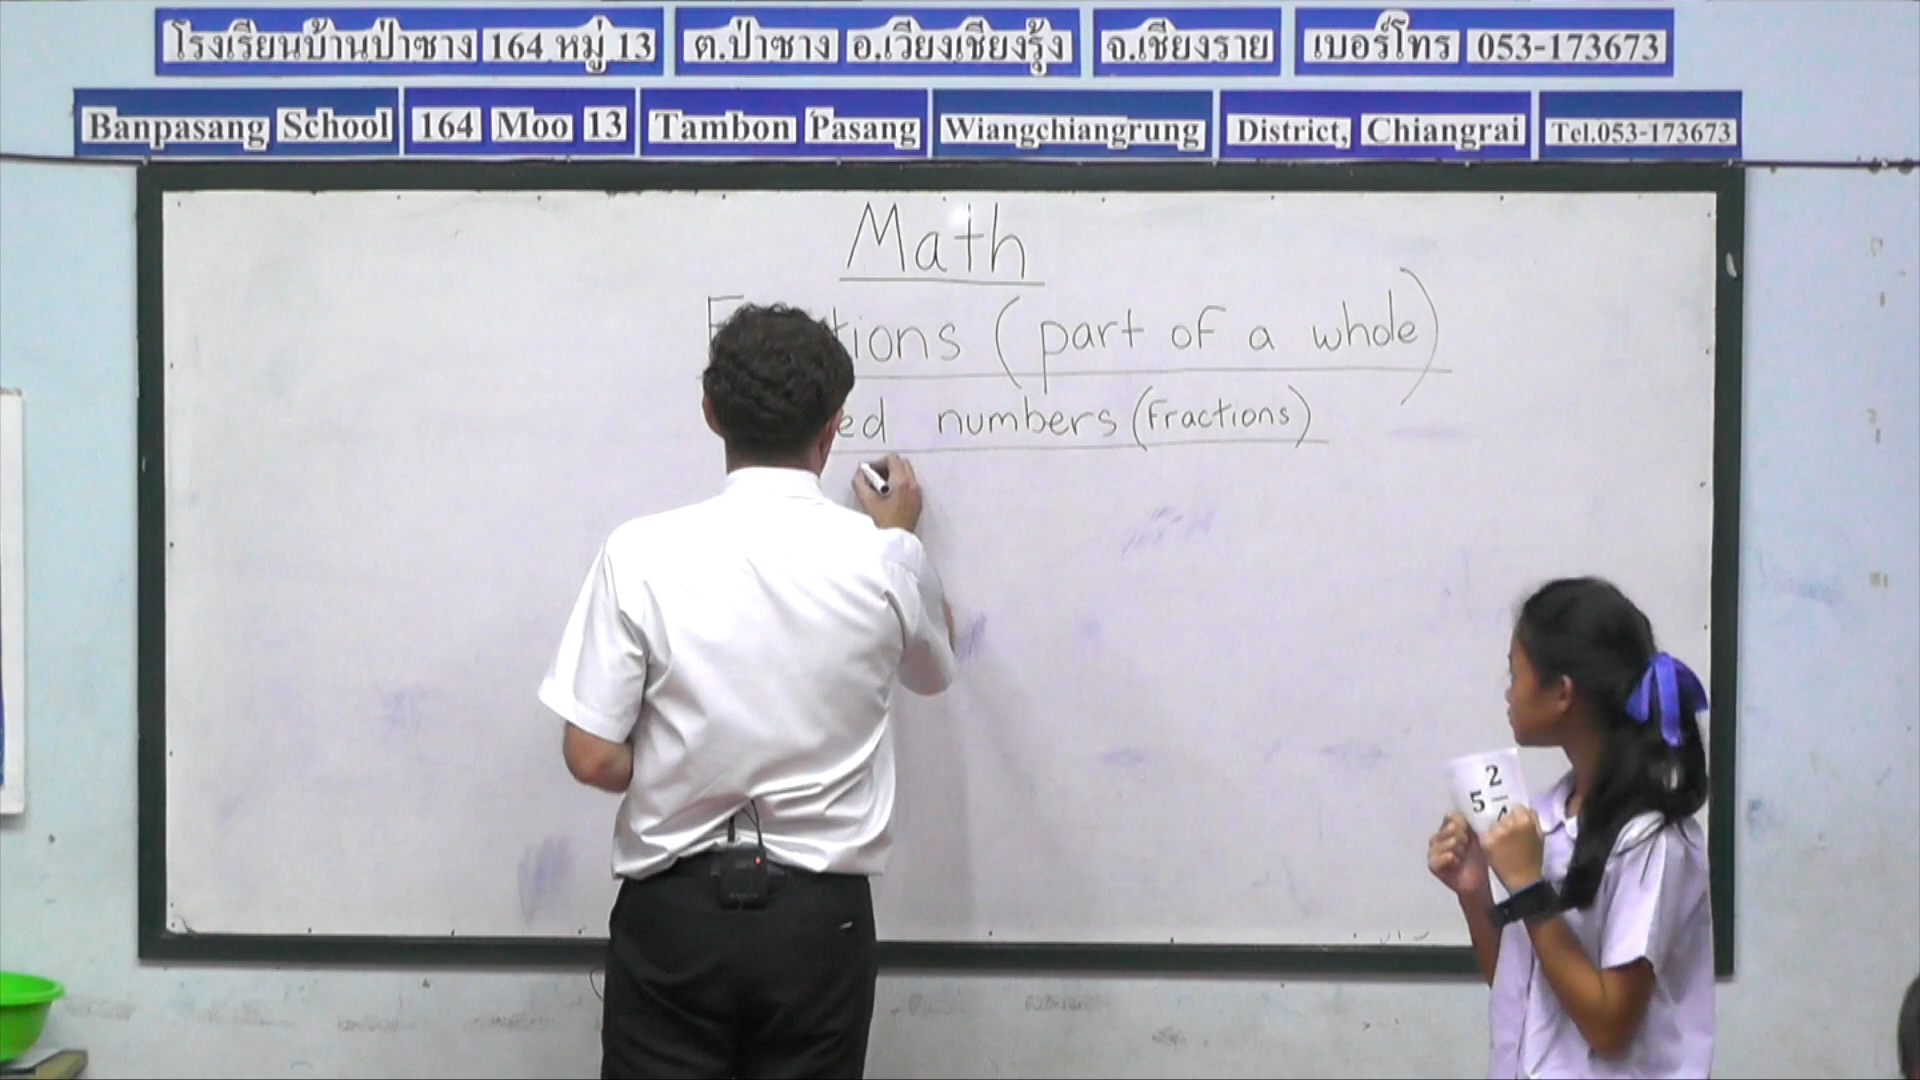 โรงเรียนบ้านป่าซาง 164 หมู่ 13 ต.ป่าซาง อ.เวียงเชียงรุ้ง จ.เชียงราย เบอร์โทร 053-173673
Banpasang School 164 Moo 13 Tambon Pasang Wiangchiangrung District, Chiangrai Tel.053-173673
Math
(part of a whole)
numbers (Fractions)
5 2